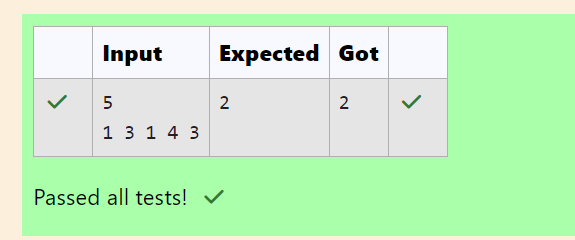 Input Expected Got
5 2 2
1 3 1 4 3
Passed all tests!